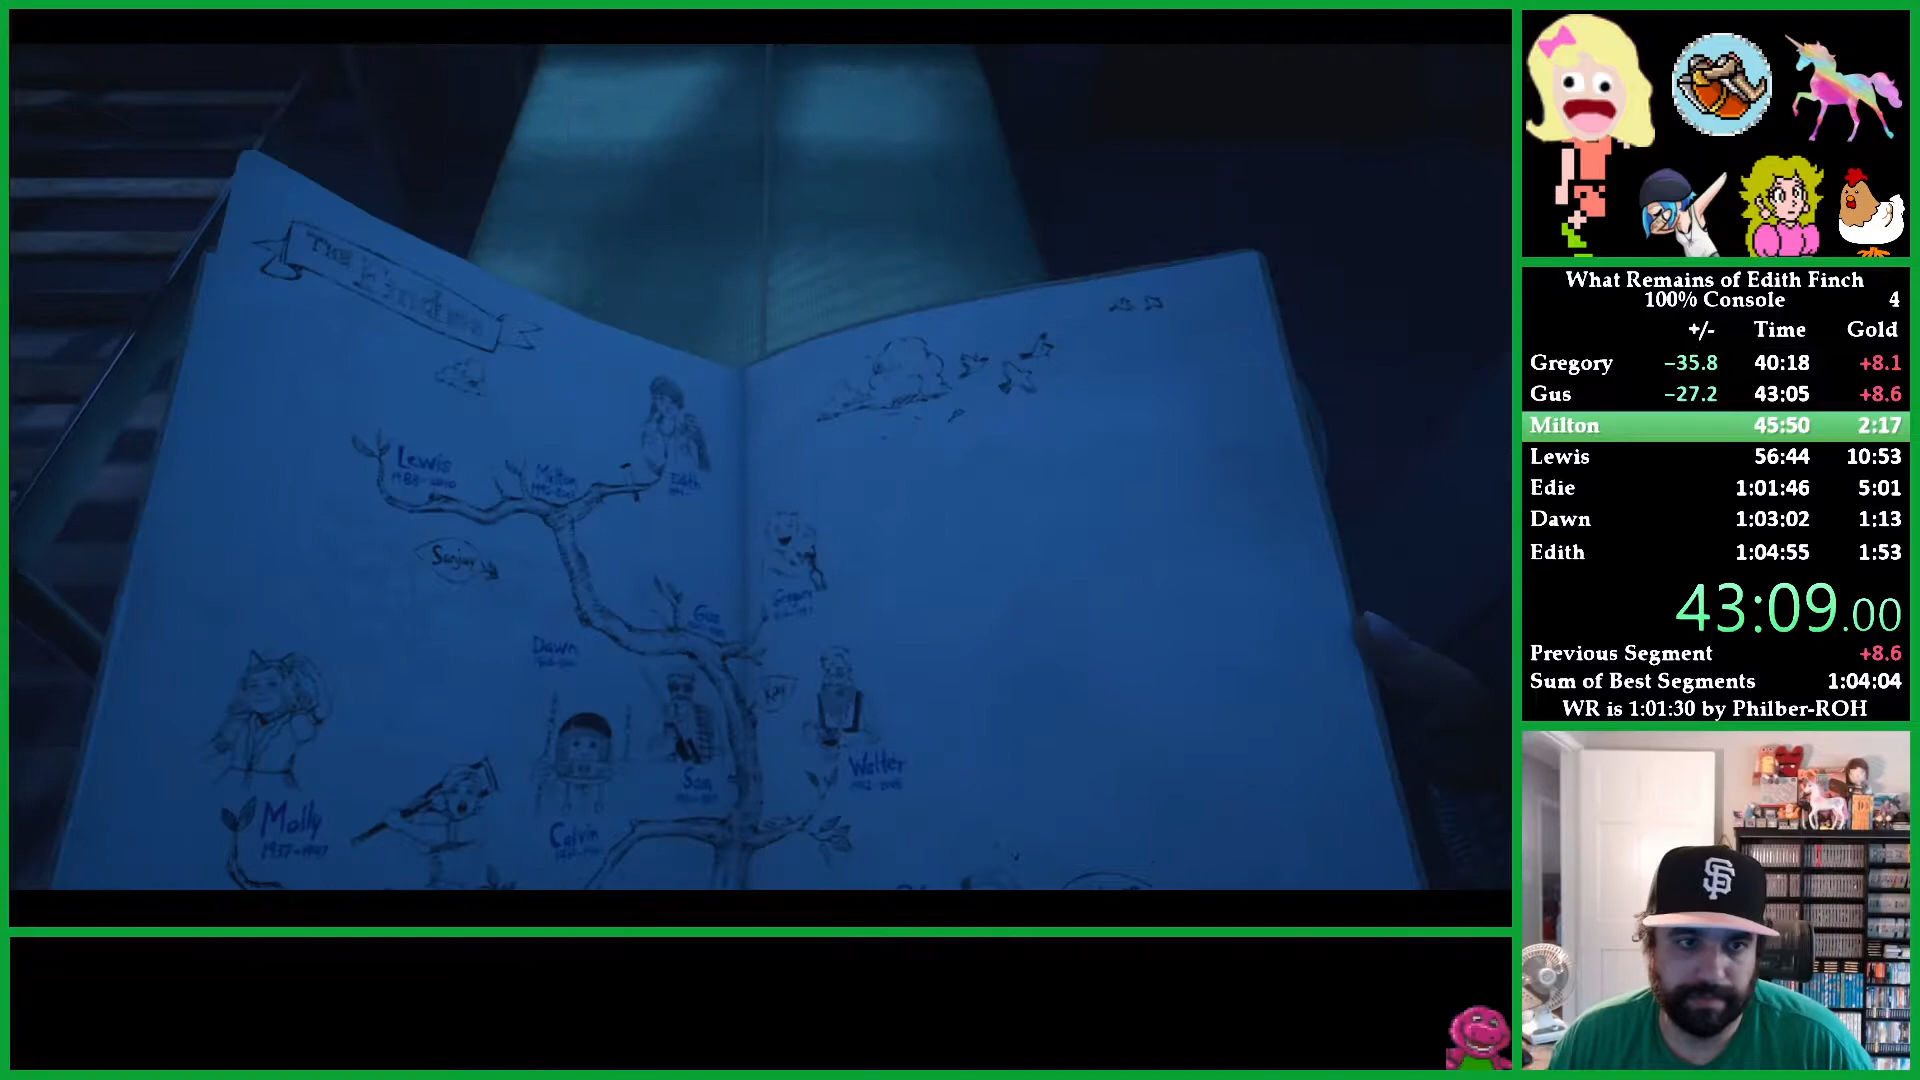 The Finches
Lewis
Milton
Edith
Sanjay
Gregory
Gus
Dawn
Kay
Sam
Walter
Calvin
Molly
1937-1947
SF
What Remains of Edith Finch
100% Console 4
+/- Time Gold
Gregory −35.8 40:18 +8.1
Gus −27.2 43:05 +8.6
Milton 45:50 2:17
Lewis 56:44 10:53
Edie 1:01:46 5:01
Dawn 1:03:02 1:13
Edith 1:04:55 1:53
43:09.00
Previous Segment +8.6
Sum of Best Segments 1:04:04
WR is 1:01:30 by Philber-ROH